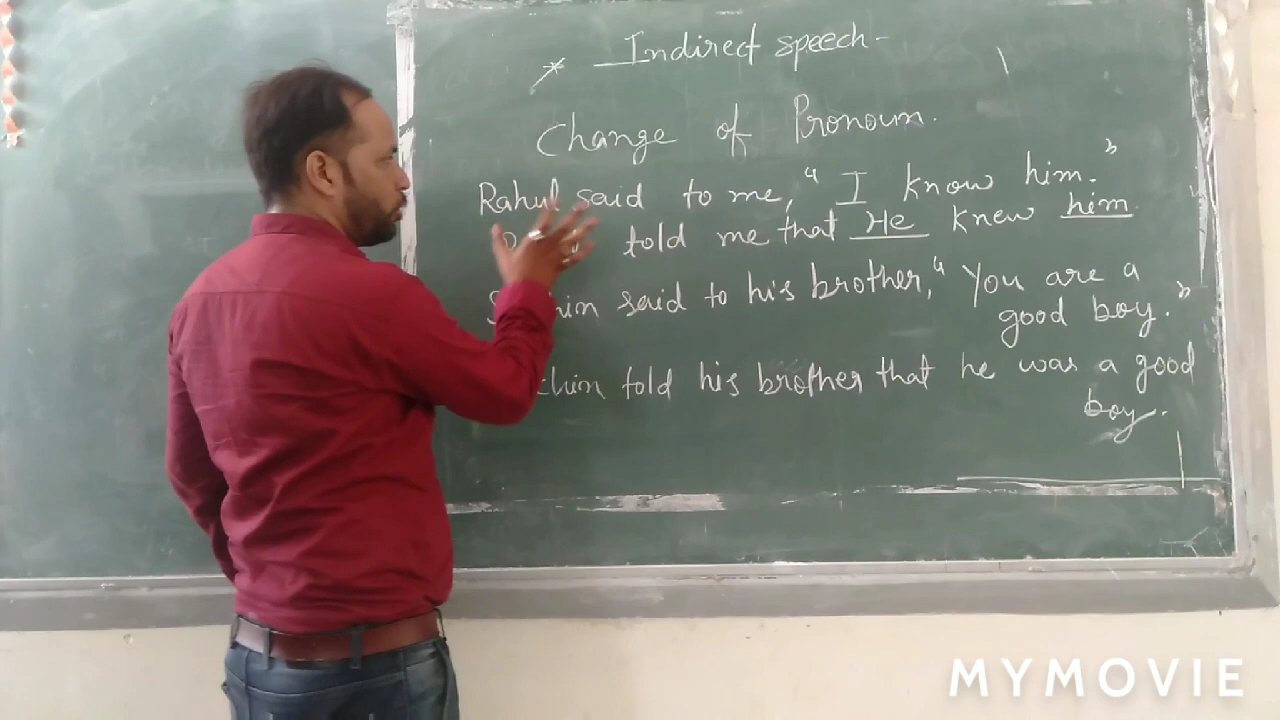 * Indirect speech -
Change of Pronoun.
Rahul said to me, "I know him."
told me that He knew him
said to his brother, "You are a
good boy."
told his brother that he was a good
boy.
MYMOVIE